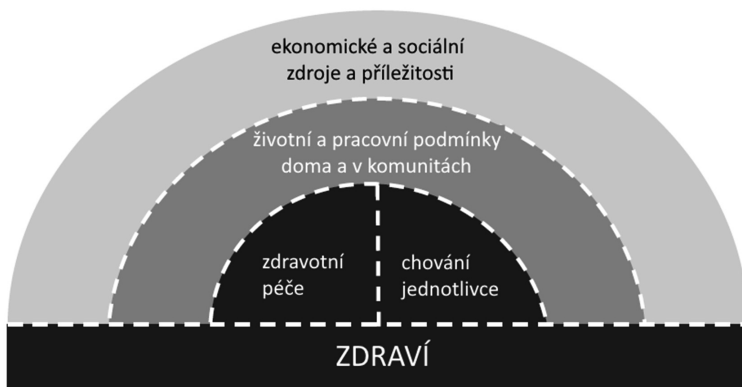 ekonomické a sociální
zdroje a příležitosti
životní a pracovní podmínky
doma a v komunitách
zdravotní
péče
chování
jednotlivce
ZDRAVÍ